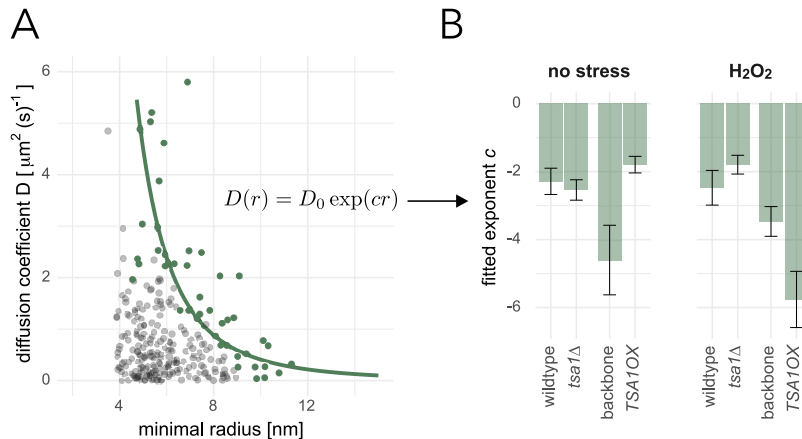 A
B
diffusion coefficient D [ μm² (s)⁻¹ ]
6
4
2
0
4
8
12
minimal radius [nm]
D(r) = D₀ exp(cr)
no stress
H₂O₂
fitted exponent c
0
-2
-4
-6
wildtype
tsa1Δ
backbone
TSA1OX
wildtype
tsa1Δ
backbone
TSA1OX